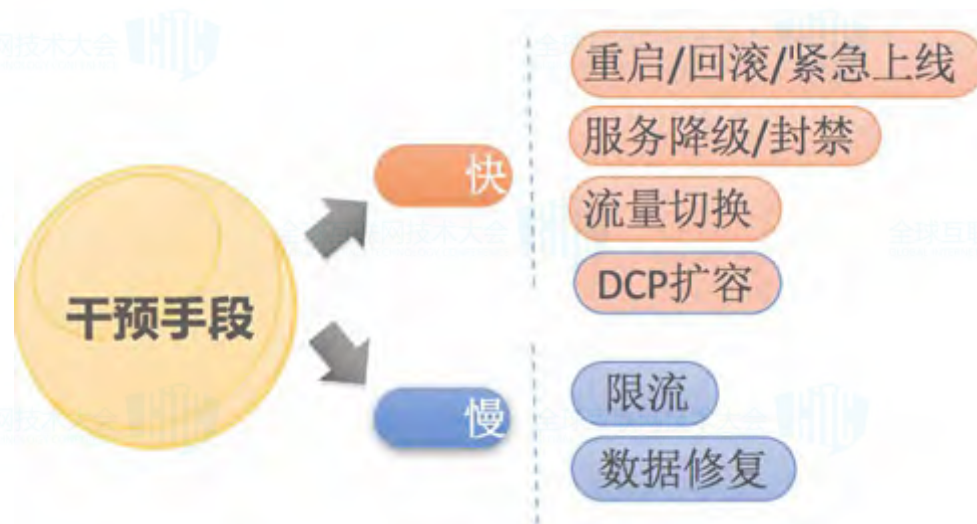 重启/回滚/紧急上线
服务降级/封禁
快
流量切换
DCP扩容
干预手段
限流
慢
数据修复